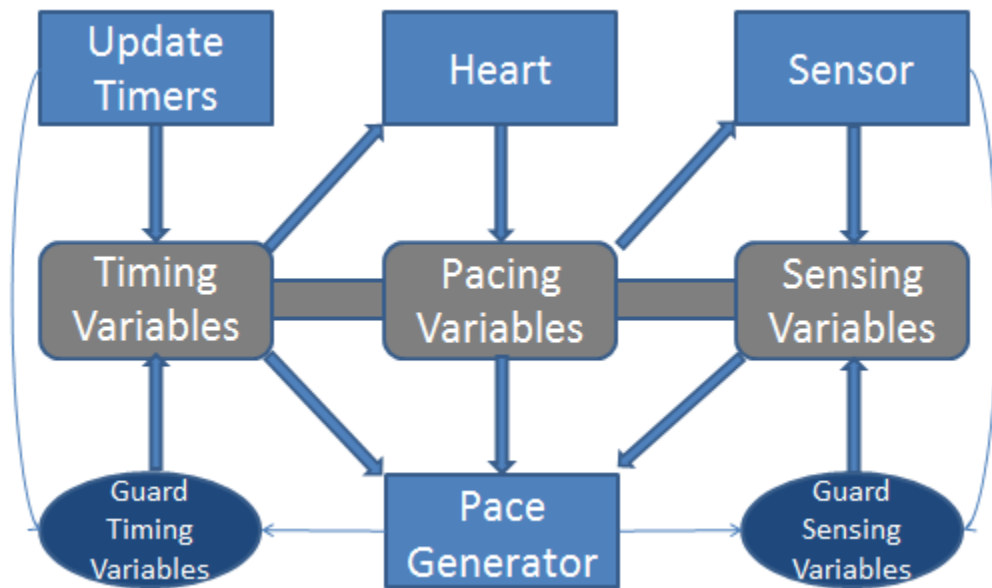 Update
Timers
Heart
Sensor
Timing
Variables
Pacing
Variables
Sensing
Variables
Guard
Timing
Variables
Pace
Generator
Guard
Sensing
Variables